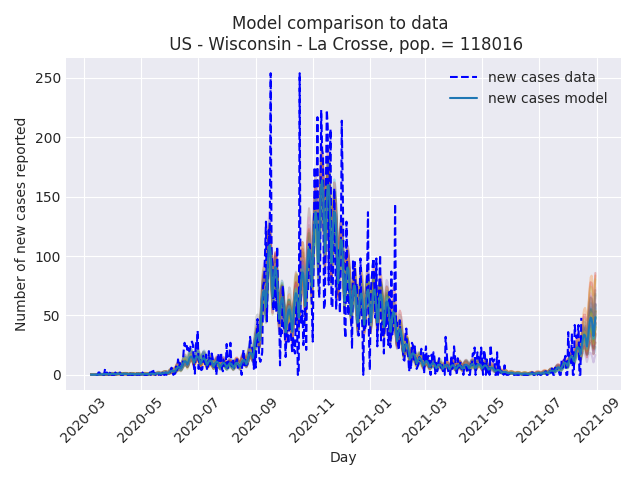 Model comparison to data
US - Wisconsin - La Crosse, pop. = 118016
new cases data
new cases model
Number of new cases reported
250
200
150
100
50
0
2020-03
2020-05
2020-07
2020-09
2020-11
2021-01
2021-03
2021-05
2021-07
2021-09
Day